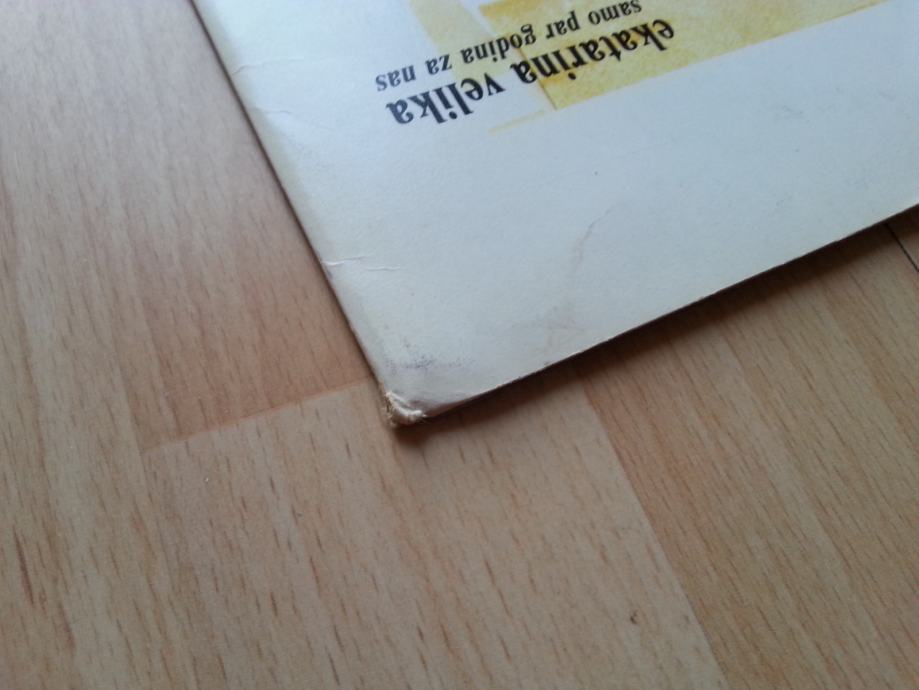 ekatarina velika
samo par godina za nas